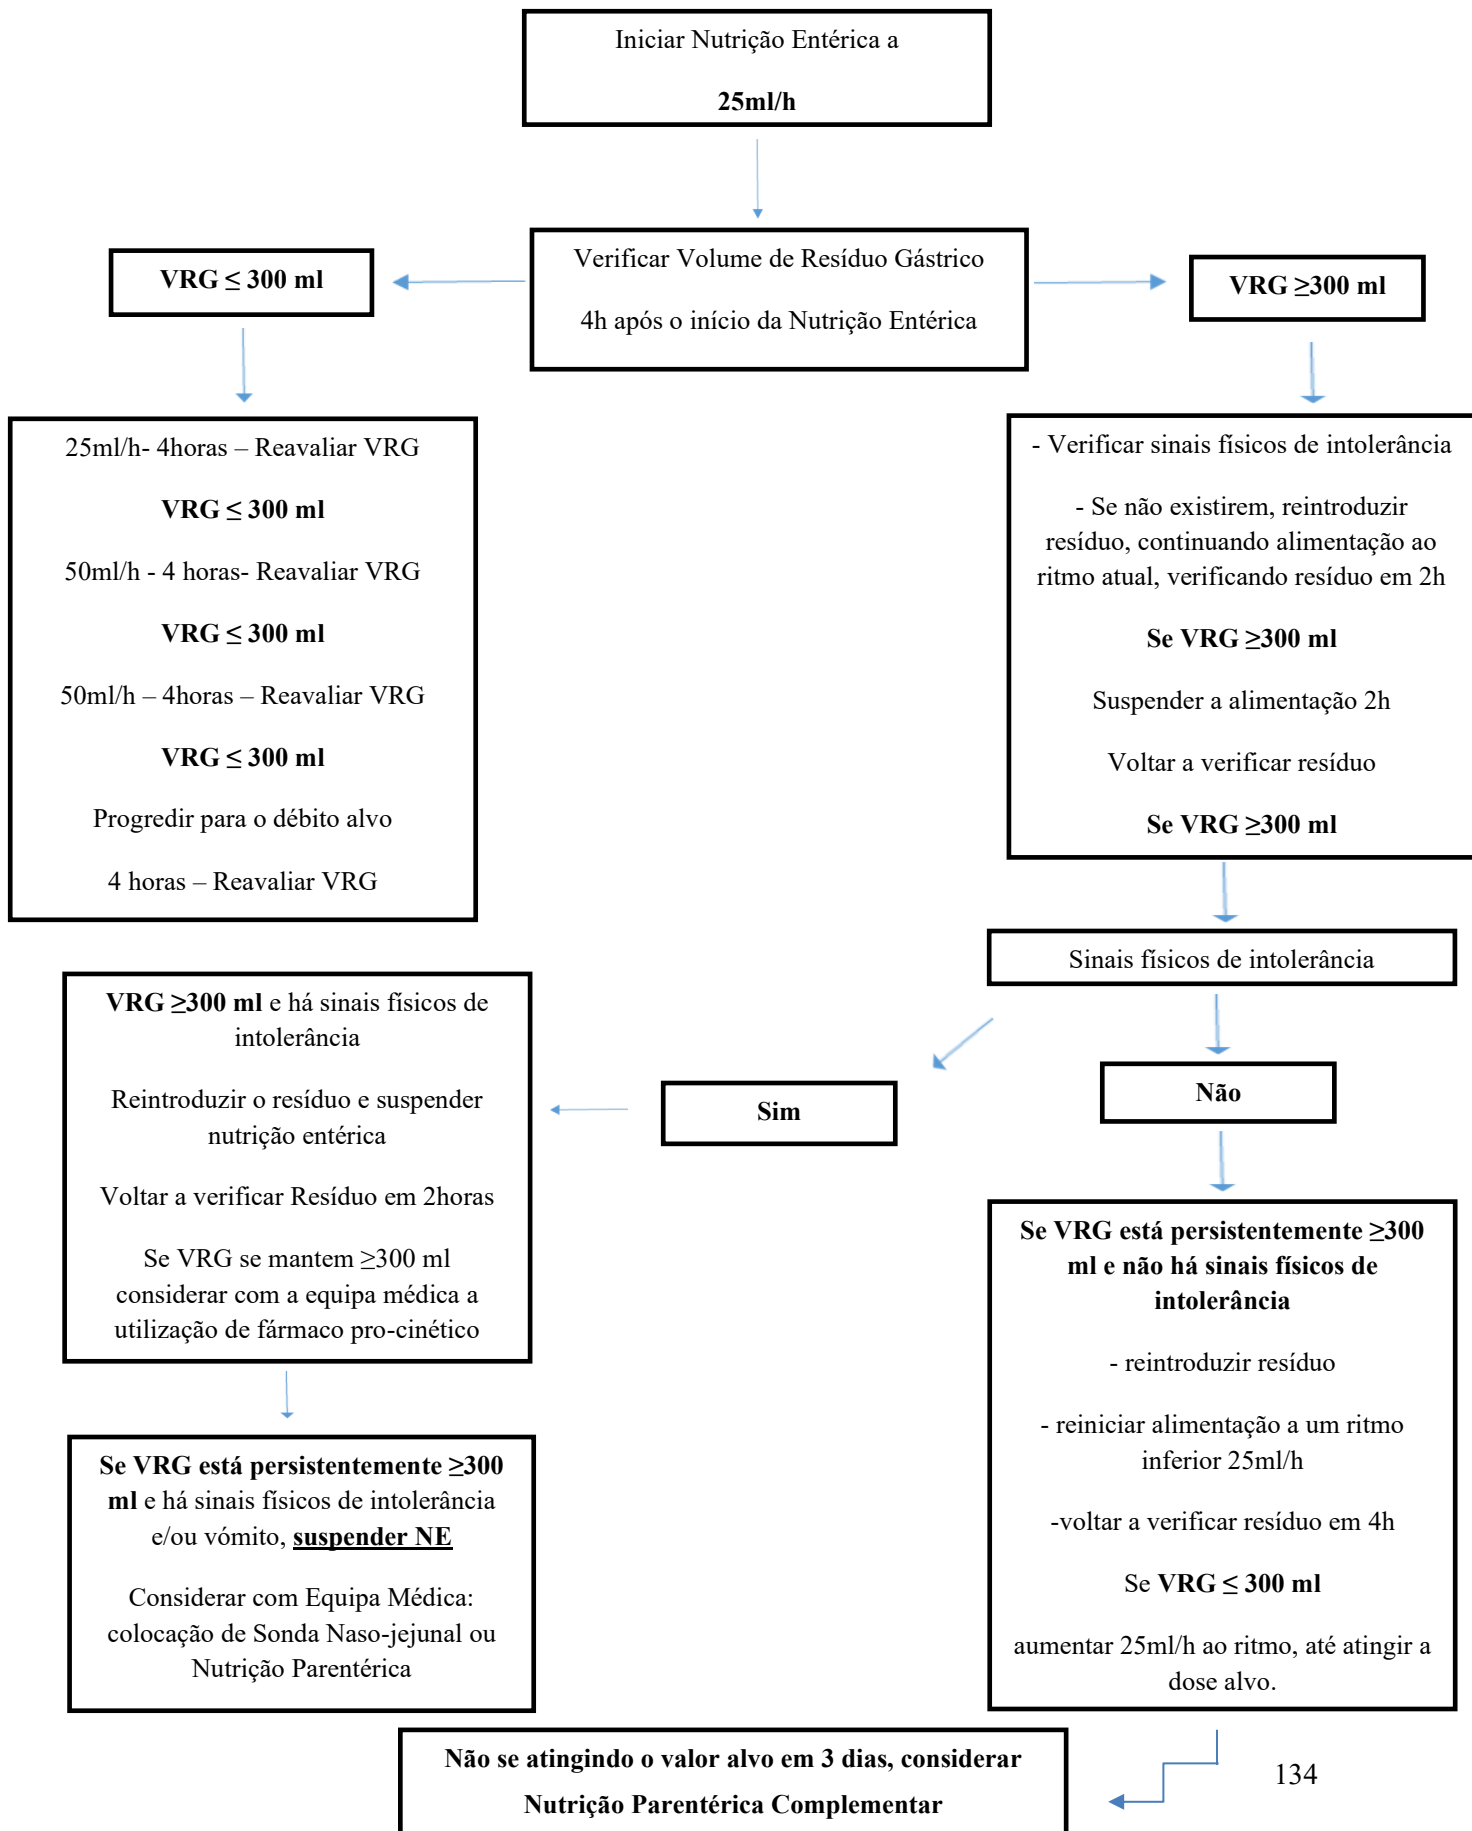 Iniciar Nutrição Entérica a
25ml/h
Verificar Volume de Resíduo Gástrico
4h após o início da Nutrição Entérica
VRG ≤ 300 ml
VRG ≥300 ml
25ml/h- 4horas – Reavaliar VRG
VRG ≤ 300 ml
50ml/h - 4 horas- Reavaliar VRG
VRG ≤ 300 ml
50ml/h – 4horas – Reavaliar VRG
VRG ≤ 300 ml
Progredir para o débito alvo
4 horas – Reavaliar VRG
- Verificar sinais físicos de intolerância
- Se não existirem, reintroduzir
resíduo, continuando alimentação ao
ritmo atual, verificando resíduo em 2h
Se VRG ≥300 ml
Suspender a alimentação 2h
Voltar a verificar resíduo
Se VRG ≥300 ml
Sinais físicos de intolerância
Sim
Não
VRG ≥300 ml e há sinais físicos de
intolerância
Reintroduzir o resíduo e suspender
nutrição entérica
Voltar a verificar Resíduo em 2horas
Se VRG se mantem ≥300 ml
considerar com a equipa médica a
utilização de fármaco pro-cinético
Se VRG está persistentemente ≥300
ml e há sinais físicos de intolerância
e/ou vómito, suspender NE
Considerar com Equipa Médica:
colocação de Sonda Naso-jejunal ou
Nutrição Parentérica
Se VRG está persistentemente ≥300
ml e não há sinais físicos de
intolerância
- reintroduzir resíduo
- reiniciar alimentação a um ritmo
inferior 25ml/h
-voltar a verificar resíduo em 4h
Se VRG ≤ 300 ml
aumentar 25ml/h ao ritmo, até atingir a
dose alvo.
Não se atingindo o valor alvo em 3 dias, considerar
Nutrição Parentérica Complementar
134